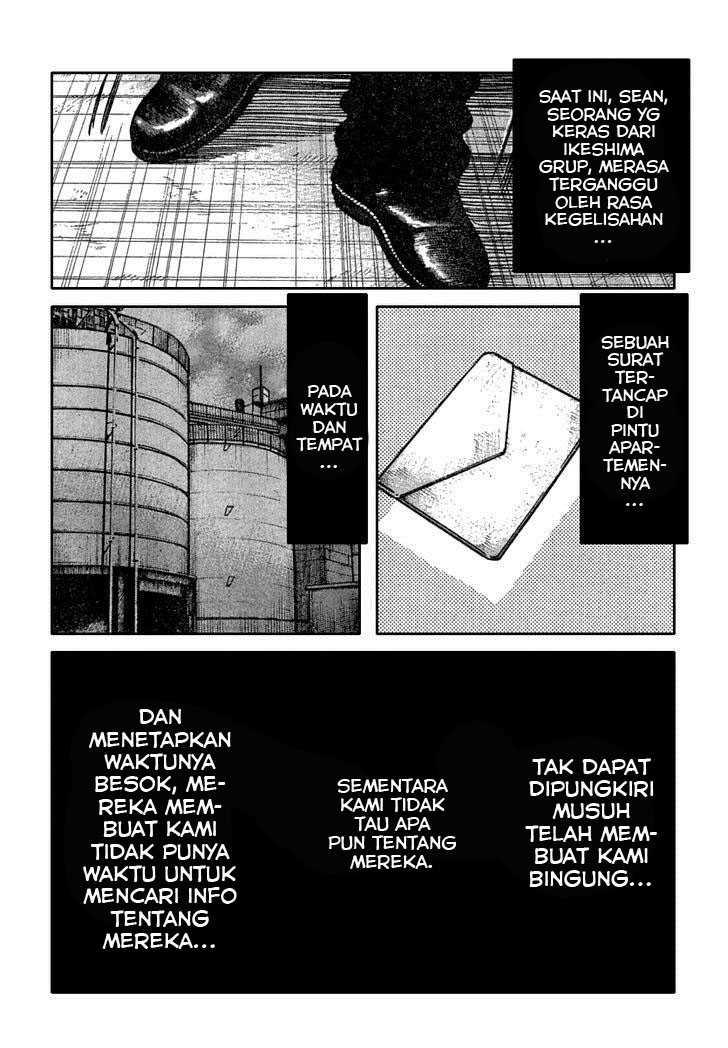 SAAT INI, SEAN,
SEORANG YG
KERAS DARI
IKESHIMA
GRUP, MERASA
TERGANGGU
OLEH RASA
KEGELISAHAN
...
SEBUAH
SURAT
TER-
TANCAP
DI
PINTU
APAR-
TEMEN-
NYA
...
PADA
WAKTU
DAN
TEMPAT
...
TAK DAPAT
DIPUNGKIRI
MUSUH
TELAH MEM-
BUAT KAMI
BINGUNG...
SEMENTARA
KAMI TIDAK
TAU APA
PUN TENTANG
MEREKA.
DAN
MENETAPKAN
WAKTUNYA
BESOK, ME-
REKA MEM-
BUAT KAMI
TIDAK PUNYA
WAKTU UNTUK
MENCARI INFO
TENTANG
MEREKA...